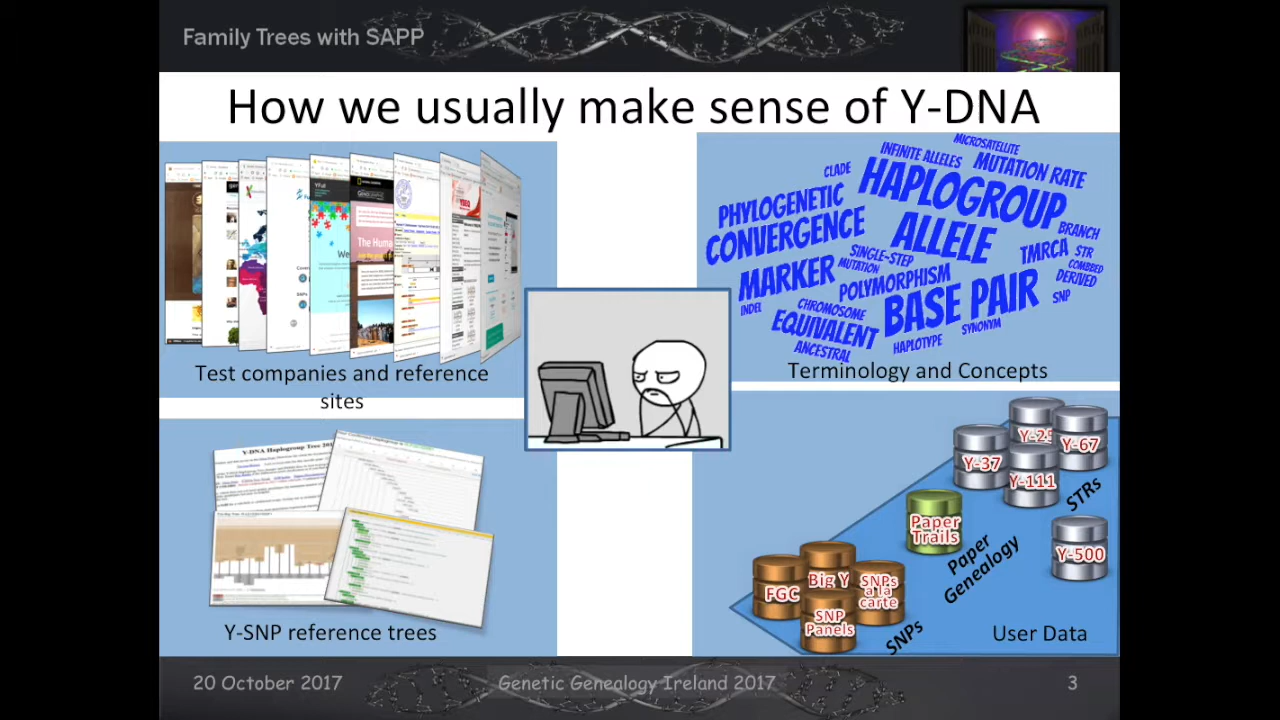 Family Trees with SAPP
How we usually make sense of Y-DNA
Test companies and reference
sites
MICROSATELLITE
INFINITE ALLELES
MUTATION RATE
CLADE
HAPLOGROUP
PHYLOGENETIC
CONVERGENCE
ALLELE
BRANCH
TMRCA
STR
SINGLE-STEP
MUTATION
COMBBED
MARKER
POLYMORPHISM
DERIVED
INDEL
CHROMOSOME
BASE PAIR
SNP
EQUIVALENT
SYNONYM
ANCESTRAL
HAPLOTYPE
Terminology and Concepts
Y-DNA Haplogroup Tree
Y-SNP reference trees
Y-37
Y-67
Y-111
STRs
Y-500
Paper
Trails
Paper
Genealogy
FGC
Big Y
SNPs
a la
carte
SNP
Panels
SNPs
User Data
20 October 2017
Genetic Genealogy Ireland 2017
3